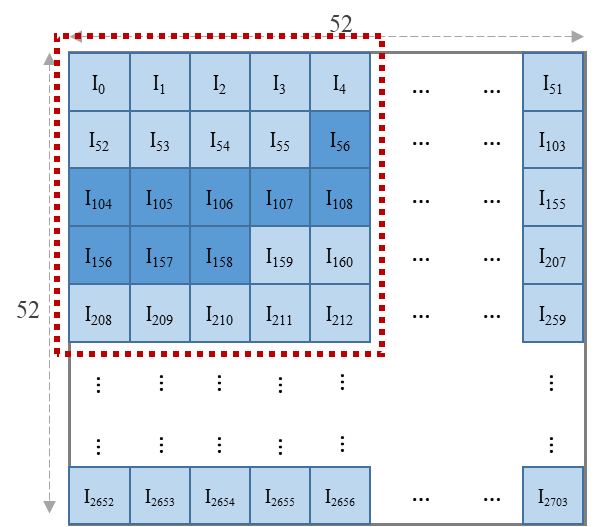 52
I0 I1 I2 I3 I4 ... ... I51
I52 I53 I54 I55 I56 ... ... I103
I104 I105 I106 I107 I108 ... ... I155
I156 I157 I158 I159 I160 ... ... I207
52
I208 I209 I210 I211 I212 ... ... I259
⋮ ⋮ ⋮ ⋮ ⋮ ⋮
⋮ ⋮ ⋮ ⋮ ⋮ ⋮
I2652 I2653 I2654 I2655 I2656 ... ... I2703